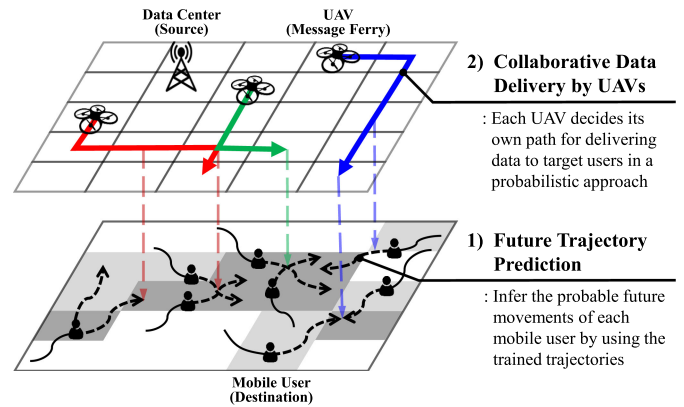 Data Center
(Source)
UAV
(Message Ferry)
2) Collaborative Data
Delivery by UAVs
: Each UAV decides its
own path for delivering
data to target users in a
probabilistic approach
1) Future Trajectory
Prediction
: Infer the probable future
movements of each
mobile user by using the
trained trajectories
Mobile User
(Destination)